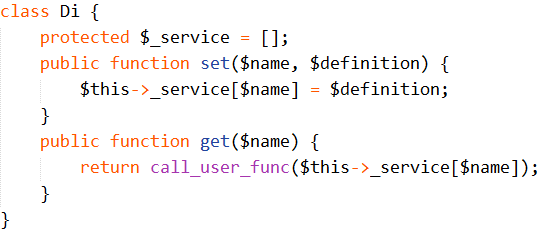 class Di {
    protected $_service = [];
    public function set($name, $definition) {
        $this->_service[$name] = $definition;
    }
    public function get($name) {
        return call_user_func($this->_service[$name]);
    }
}